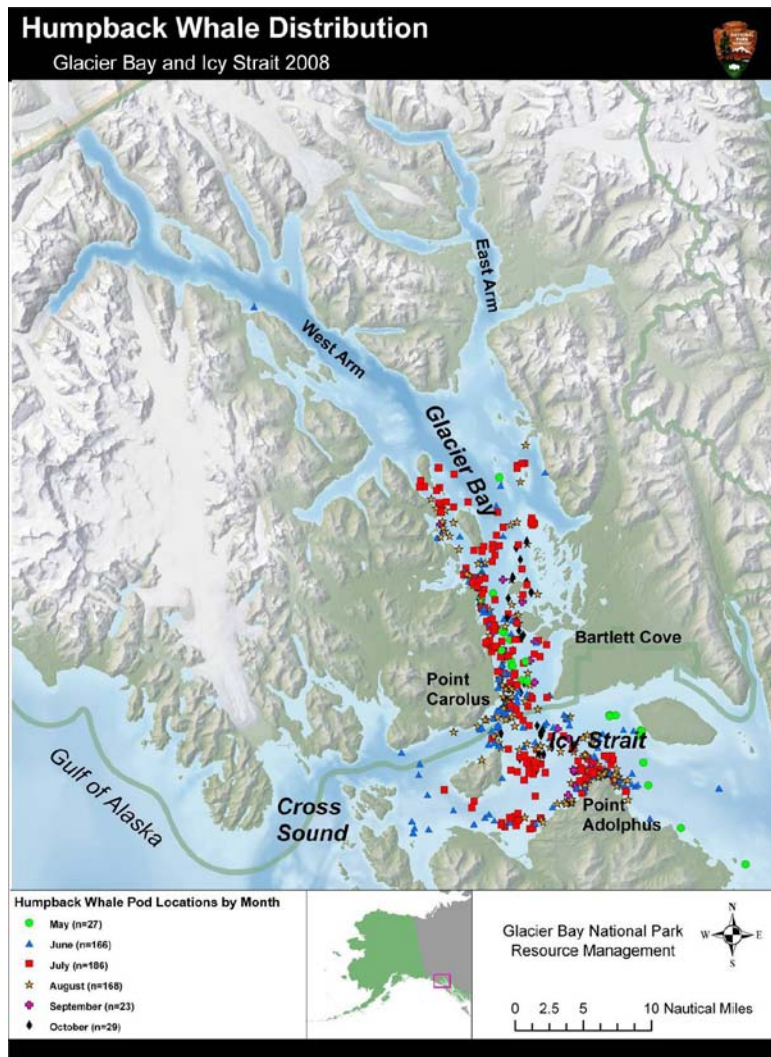 Humpback Whale Distribution
Glacier Bay and Icy Strait 2008
East Arm
West Arm
Glacier Bay
Bartlett Cove
Point
Carolus
Icy Strait
Gulf of Alaska
Cross
Sound
Point
Adolphus
Humpback Whale Pod Locations by Month
May (n=27)
June (n=166)
July (n=186)
August (n=168)
September (n=23)
October (n=29)
Glacier Bay National Park
Resource Management
N
W E
S
0 2.5 5 10 Nautical Miles